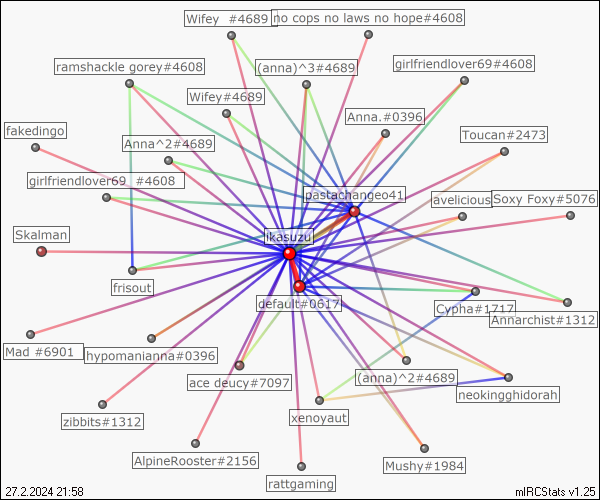 Wifey  #4689
no cops no laws no hope#4608
ramshackle gorey#4608
(anna)^3#4689
girlfriendlover69#4608
Wifey#4689
Anna.#0396
fakedingo
Anna^2#4689
Toucan#2473
girlfriendlover69  #4608
pastachangeo41
avelicious
Soxy Foxy#5076
Skalman
ikasuzu
frisout
default#0617
Cypha#1717
Annarchist#1312
Mad #6901
hypomanianna#0396
ace deucy#7097
(anna)^2#4689
neokingghidorah
zibbits#1312
xenoyaut
AlpineRooster#2156
Mushy#1984
rattgaming
27.2.2024 21:58
mIRCStats v1.25